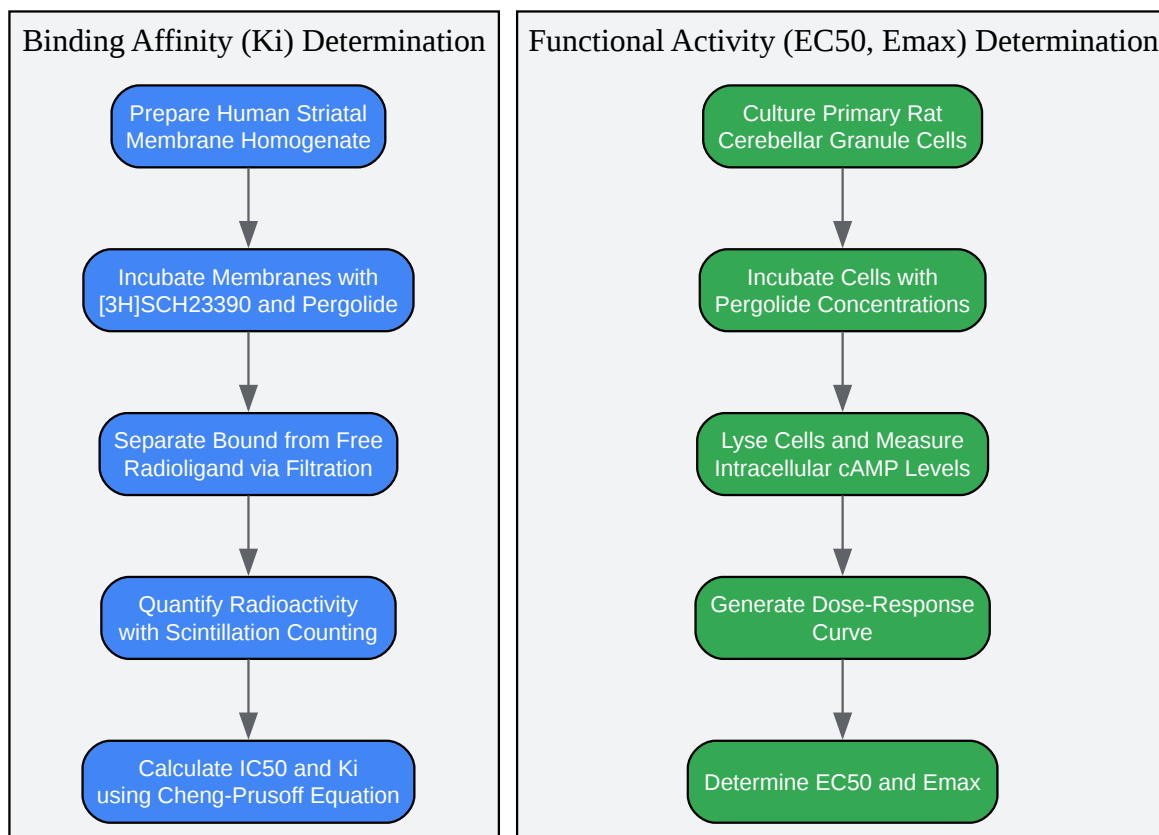 Binding Affinity (Ki) Determination
Prepare Human Striatal
Membrane Homogenate
Incubate Membranes with
[3H]SCH23390 and Pergolide
Separate Bound from Free
Radioligand via Filtration
Quantify Radioactivity
with Scintillation Counting
Calculate IC50 and Ki
using Cheng-Prusoff Equation
Functional Activity (EC50, Emax) Determination
Culture Primary Rat
Cerebellar Granule Cells
Incubate Cells with
Pergolide Concentrations
Lyse Cells and Measure
Intracellular cAMP Levels
Generate Dose-Response
Curve
Determine EC50 and Emax